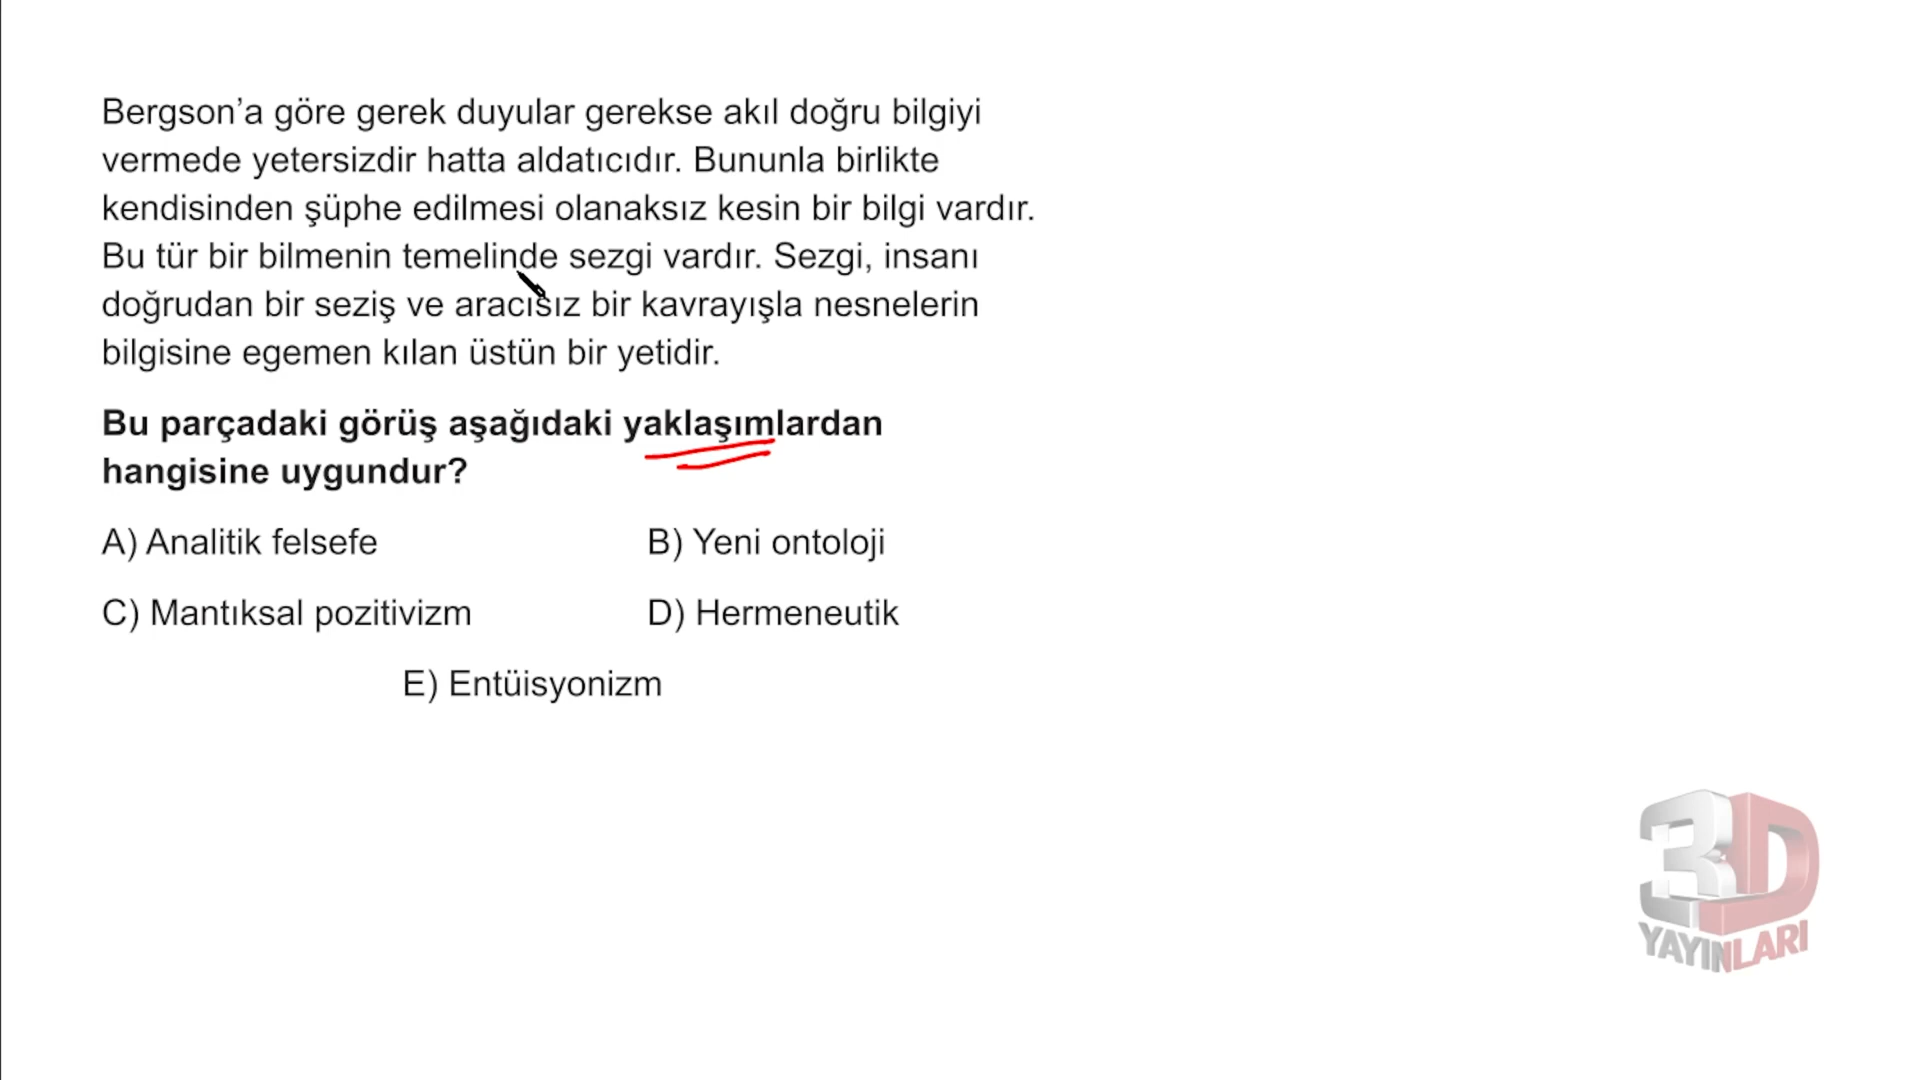 Bergson’a göre gerek duyular gerekse akıl doğru bilgiyi
vermede yetersizdir hatta aldatıcıdır. Bununla birlikte
kendisinden şüphe edilmesi olanaksız kesin bir bilgi vardır.
Bu tür bir bilmenin temelinde sezgi vardır. Sezgi, insanı
doğrudan bir seziş ve aracısız bir kavrayışla nesnelerin
bilgisine egemen kılan üstün bir yetidir.
Bu parçadaki görüş aşağıdaki yaklaşımlardan
hangisine uygundur?
A) Analitik felsefe
B) Yeni ontoloji
C) Mantıksal pozitivizm
D) Hermeneutik
E) Entüisyonizm
3D
YAYINLARI